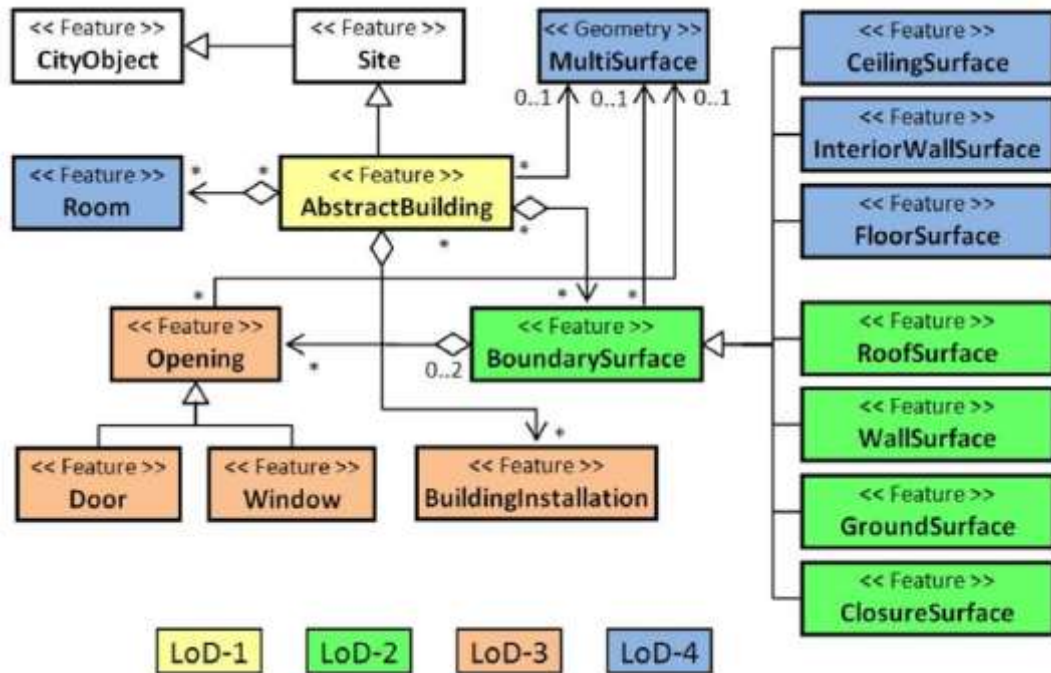 << Feature >>
CityObject
<< Feature >>
Site
<< Geometry >>
MultiSurface
<< Feature >>
CeilingSurface
0..1
0..1
0..1
<< Feature >>
InteriorWallSurface
<< Feature >>
Room
*
*
<< Feature >>
AbstractBuilding
*
*
*
<< Feature >>
FloorSurface
*
*
*
<< Feature >>
Opening
*
0..2
<< Feature >>
BoundarySurface
<< Feature >>
RoofSurface
<< Feature >>
WallSurface
<< Feature >>
Door
<< Feature >>
Window
*
<< Feature >>
BuildingInstallation
<< Feature >>
GroundSurface
<< Feature >>
ClosureSurface
LoD-1
LoD-2
LoD-3
LoD-4